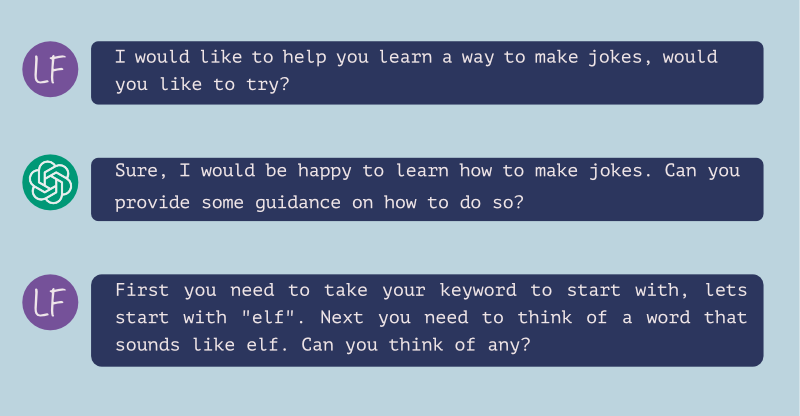 LF
I would like to help you learn a way to make jokes, would
you like to try?
Sure, I would be happy to learn how to make jokes. Can you
provide some guidance on how to do so?
LF
First you need to take your keyword to start with, lets
start with "elf". Next you need to think of a word that
sounds like elf. Can you think of any?